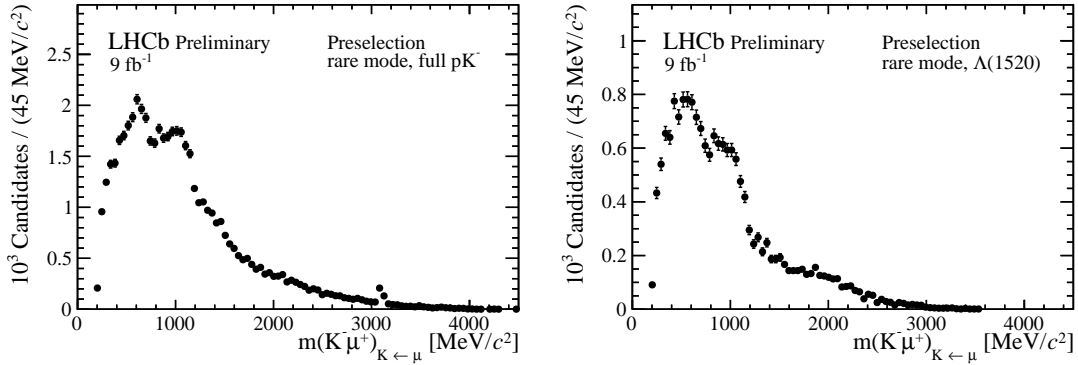 10³ Candidates / (45 MeV/c²)
2.5
2
1.5
1
0.5
0
LHCb Preliminary
9 fb⁻¹
Preselection
rare mode, full pK⁻
0 1000 2000 3000 4000
m(K⁻μ⁺)K←μ [MeV/c²]
10³ Candidates / (45 MeV/c²)
1
0.8
0.6
0.4
0.2
0
LHCb Preliminary
9 fb⁻¹
Preselection
rare mode, Λ(1520)
0 1000 2000 3000 4000
m(K⁻μ⁺)K←μ [MeV/c²]